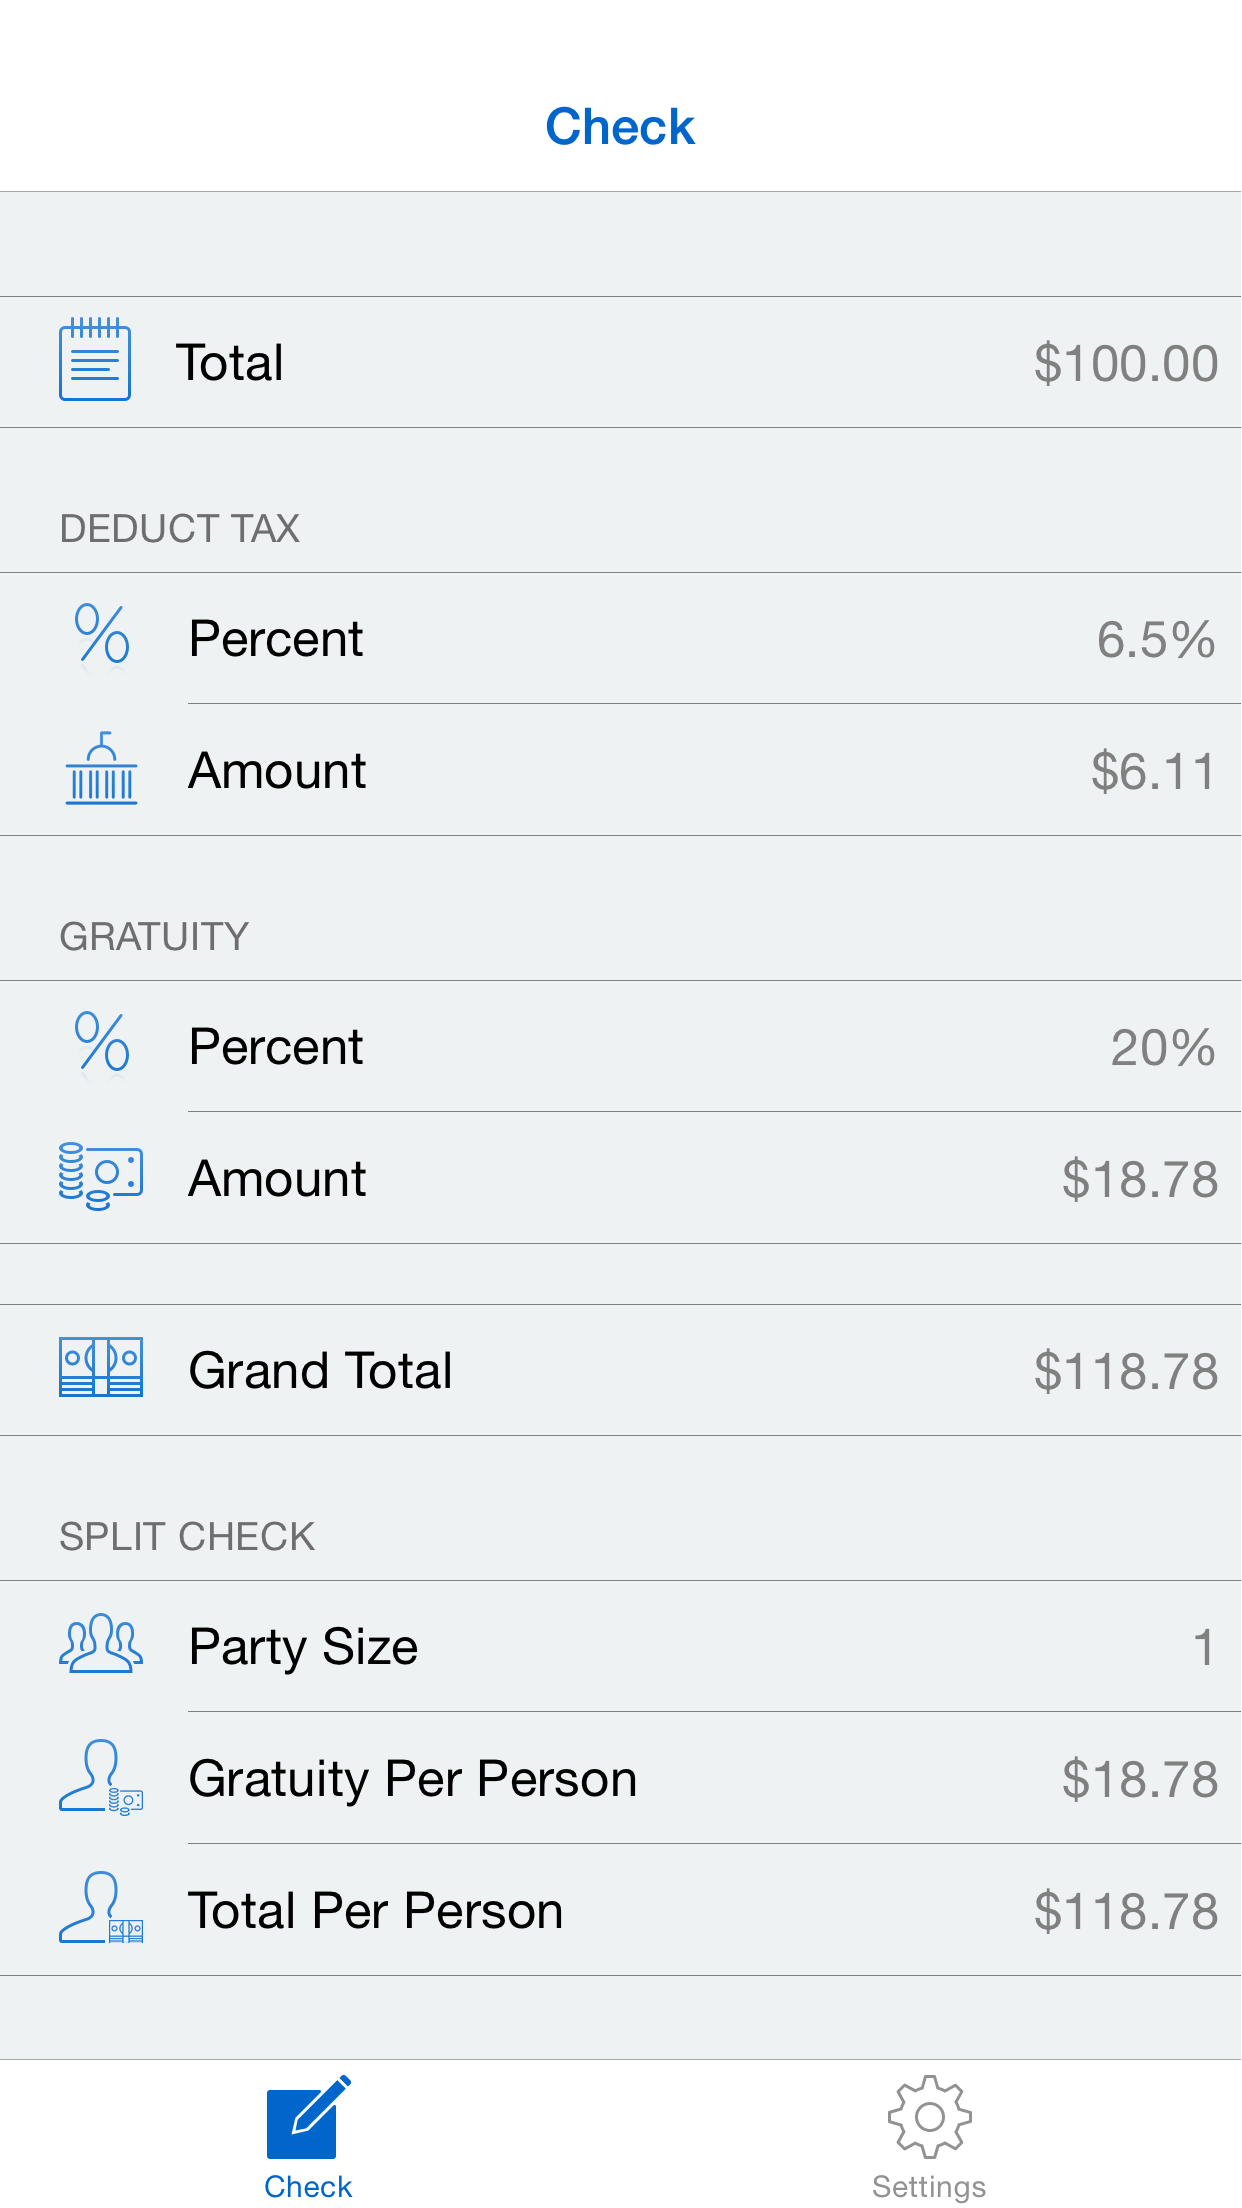 Check
Total $100.00
DEDUCT TAX
Percent 6.5%
Amount $6.11
GRATUITY
Percent 20%
Amount $18.78
Grand Total $118.78
SPLIT CHECK
Party Size 1
Gratuity Per Person $18.78
Total Per Person $118.78
Check Settings